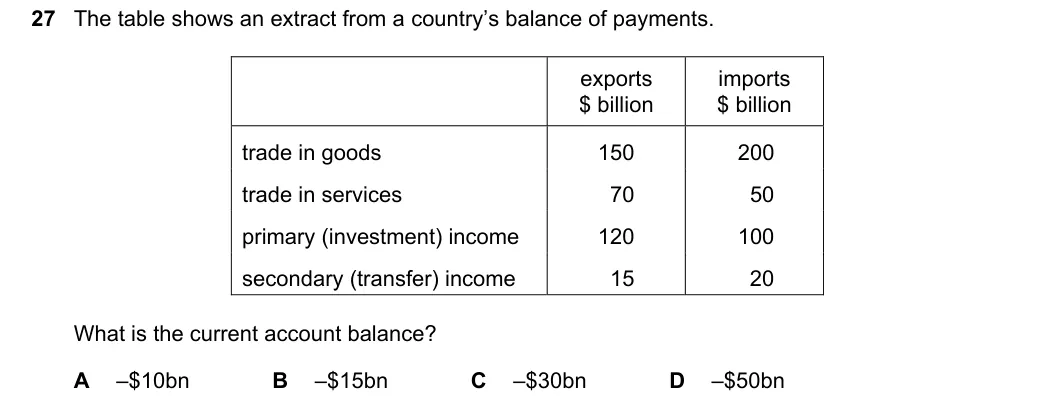 27 The table shows an extract from a country's balance of payments.
exports $ billion imports $ billion
trade in goods 150 200
trade in services 70 50
primary (investment) income 120 100
secondary (transfer) income 15 20
What is the current account balance?
A –$10bn B –$15bn C –$30bn D –$50bn